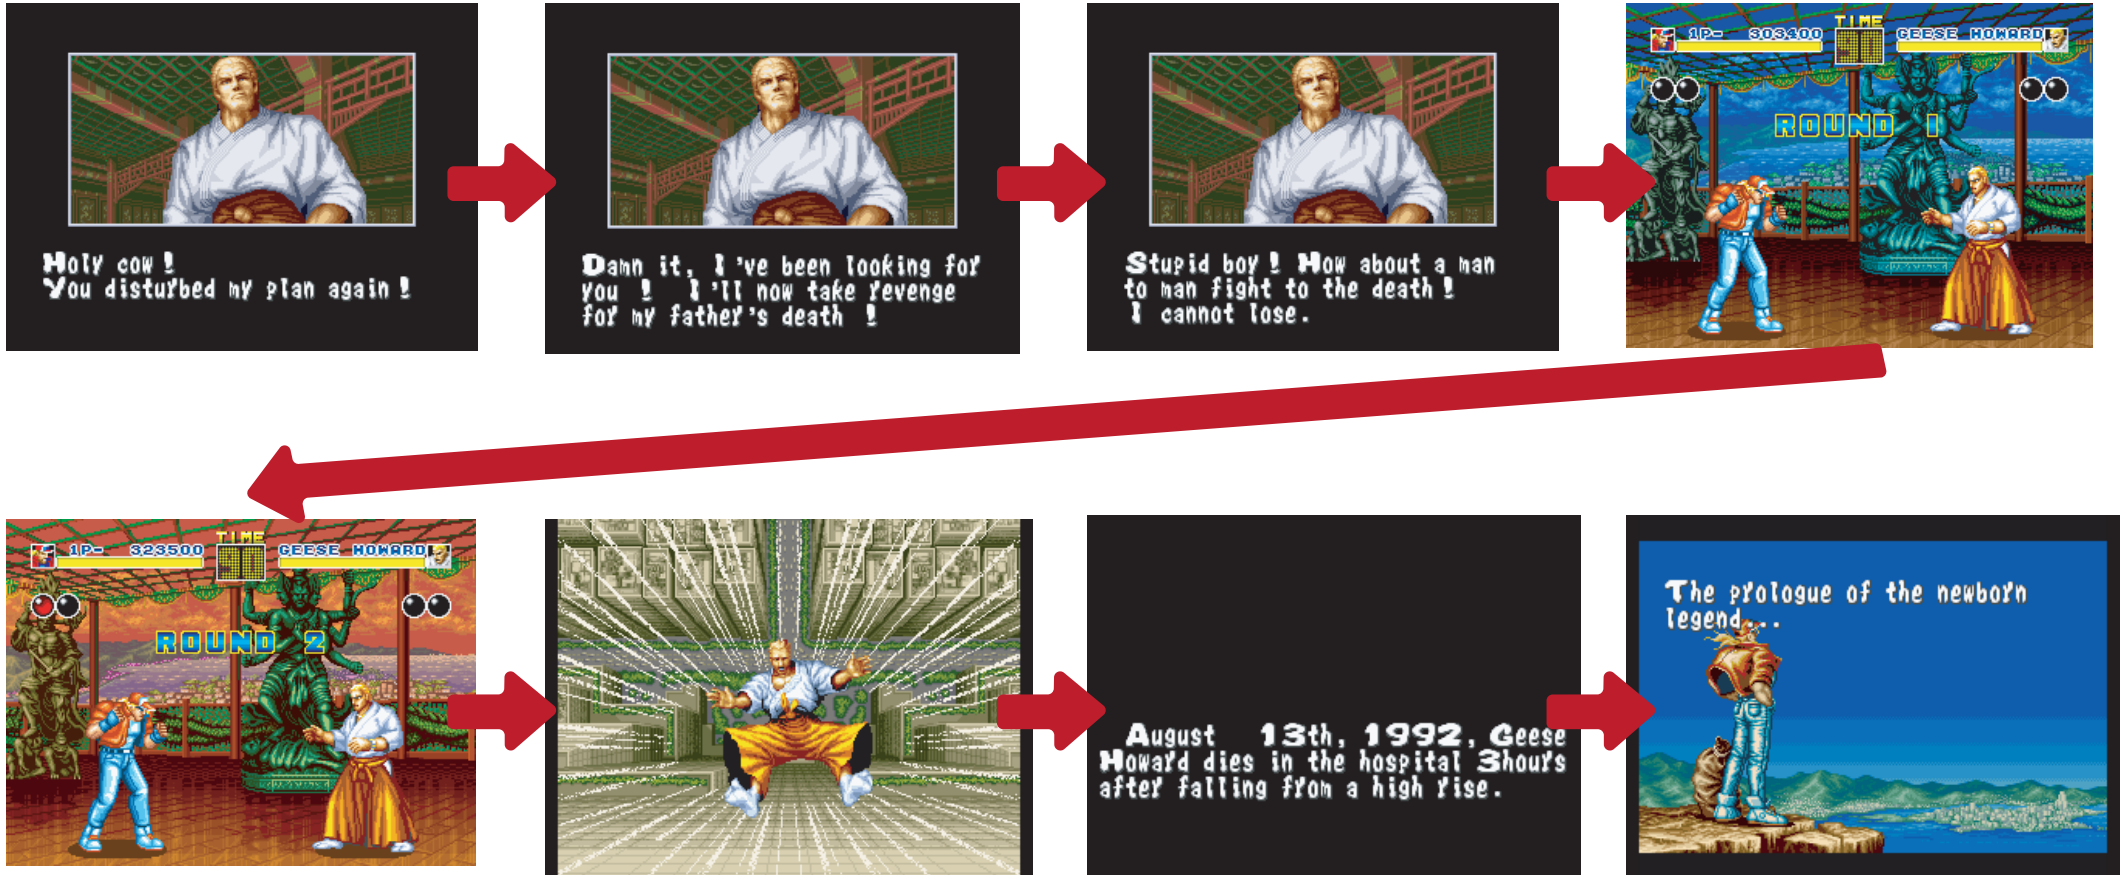 Holy cow !
You disturbed my plan again !
Damn it, I 've been looking for
you ! I 'll now take revenge
for my father's death !
Stupid boy ! How about a man
to man fight to the death !
I cannot lose.
TIME
1P- 303400
90
GEESE HOWARD
ROUND 1
TIME
1P- 323500
90
GEESE HOWARD
ROUND 2
August 13th, 1992, Geese
Howard dies in the hospital 3hours
after falling from a high rise.
The prologue of the newborn
legend...